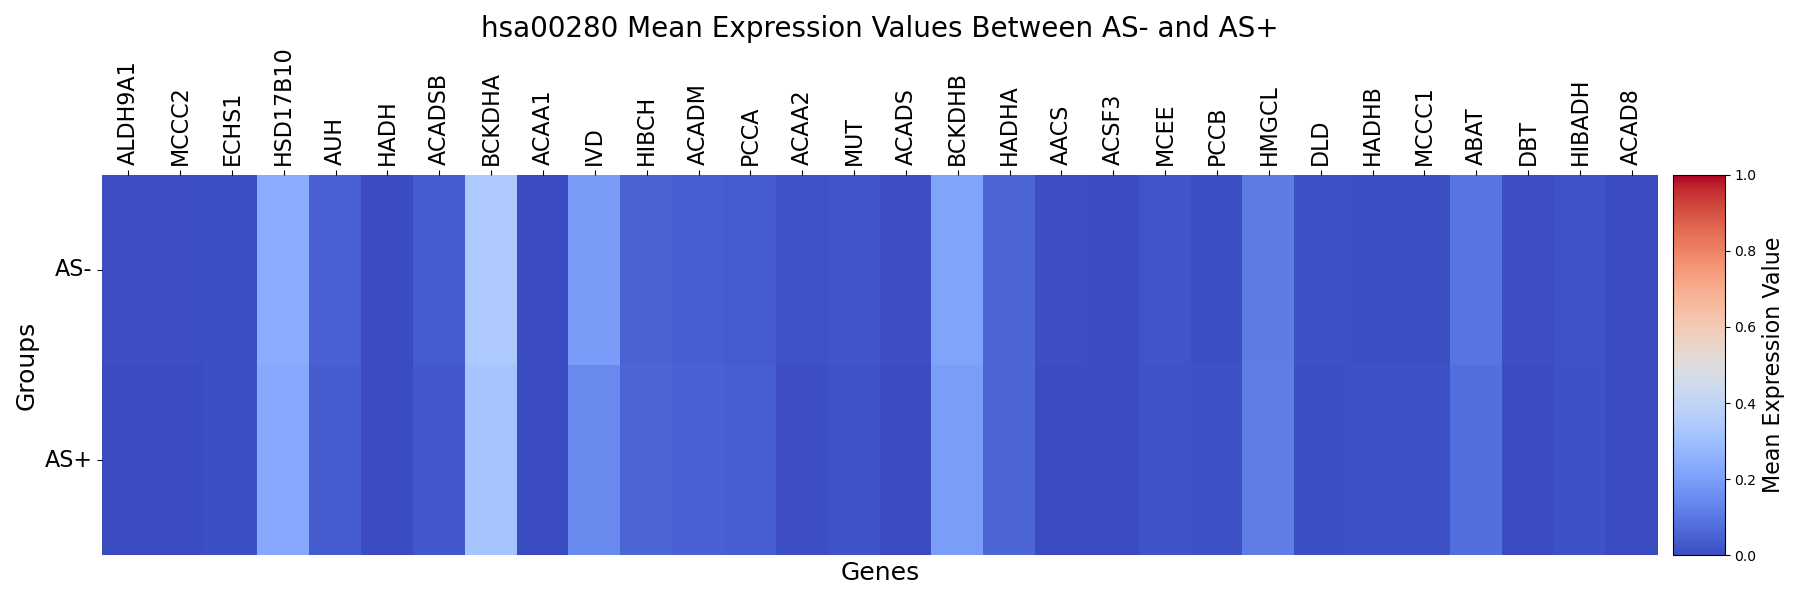 hsa00280 Mean Expression Values Between AS- and AS+
ALDH9A1
MCCC2
ECHS1
HSD17B10
AUH
HADH
ACADSB
BCKDHA
ACAA1
IVD
HIBCH
ACADM
PCCA
ACAA2
MUT
ACADS
BCKDHB
HADHA
AACS
ACSF3
MCEE
PCCB
HMGCL
DLD
HADHB
MCCC1
ABAT
DBT
HIBADH
ACAD8
Groups
AS-
AS+
Genes
1.0
0.8
0.6
0.4
0.2
0.0
Mean Expression Value